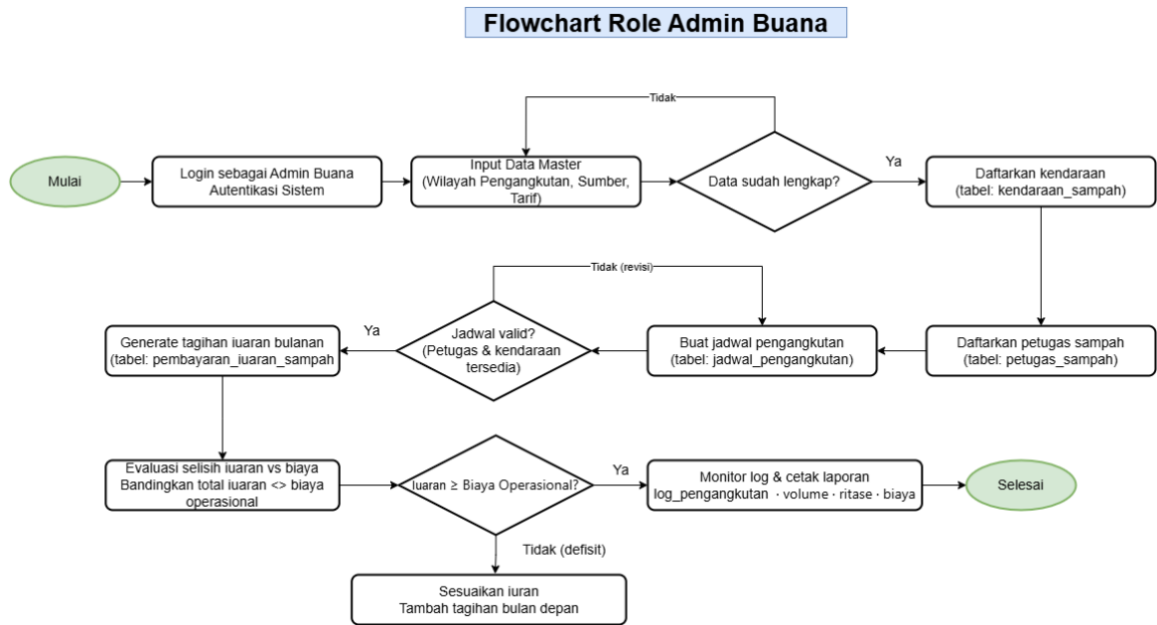 Flowchart Role Admin Buana
Tidak
Mulai
Login sebagai Admin Buana
Autentikasi Sistem
Input Data Master
(Wilayah Pengangkutan, Sumber,
Tarif)
Data sudah lengkap?
Ya
Daftarkan kendaraan
(tabel: kendaraan_sampah)
Tidak (revisi)
Generate tagihan iuaran bulanan
(tabel: pembayaran_iuaran_sampah
Ya
Jadwal valid?
(Petugas & kendaraan
tersedia)
Buat jadwal pengangkutan
(tabel: jadwal_pengangkutan)
Daftarkan petugas sampah
(tabel: petugas_sampah)
Evaluasi selisih iuaran vs biaya
Bandingkan total iuaran <> biaya
operasional
Iuaran ≥ Biaya Operasional?
Ya
Monitor log & cetak laporan
log_pengangkutan · volume · ritase · biaya
Selesai
Tidak (defisit)
Sesuaikan iuran
Tambah tagihan bulan depan